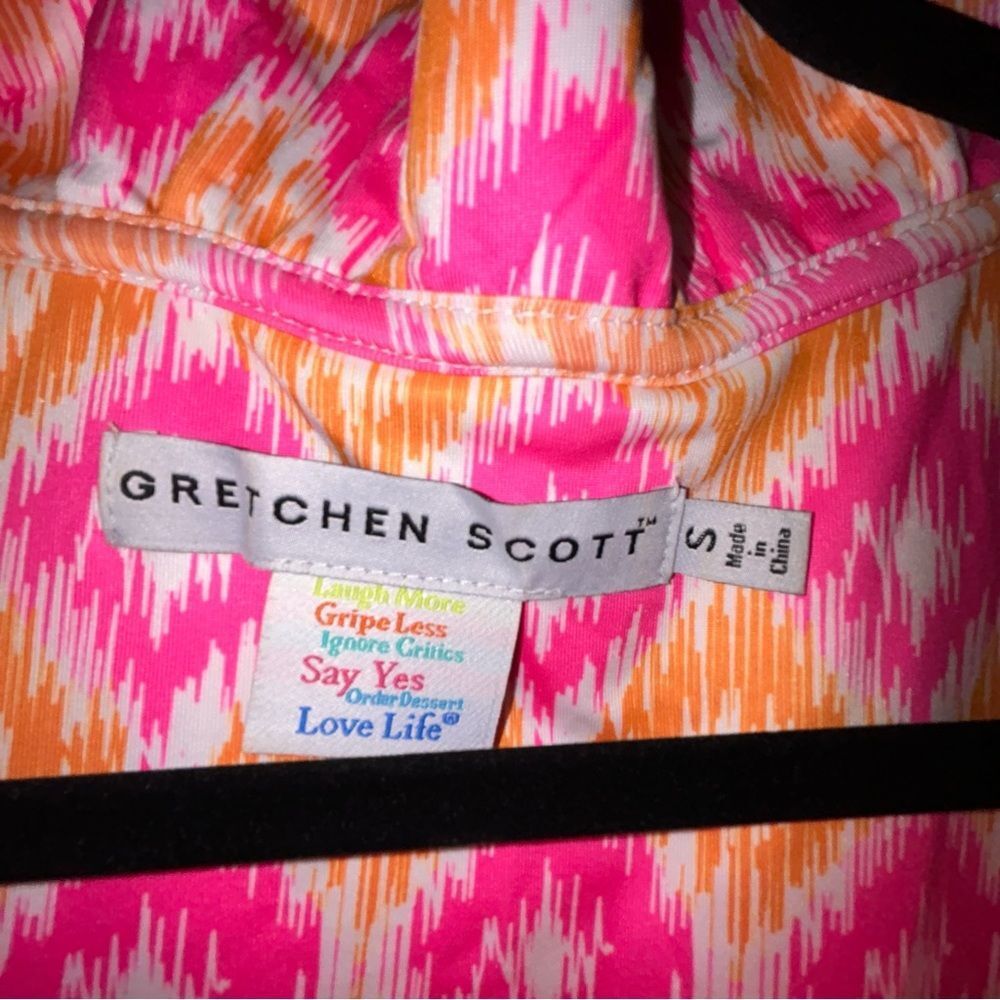 GRETCHEN SCOTT™
S
Made
in
China
Laugh More
Gripe Less
Ignore Critics
Say Yes
Order Dessert
Love Life®